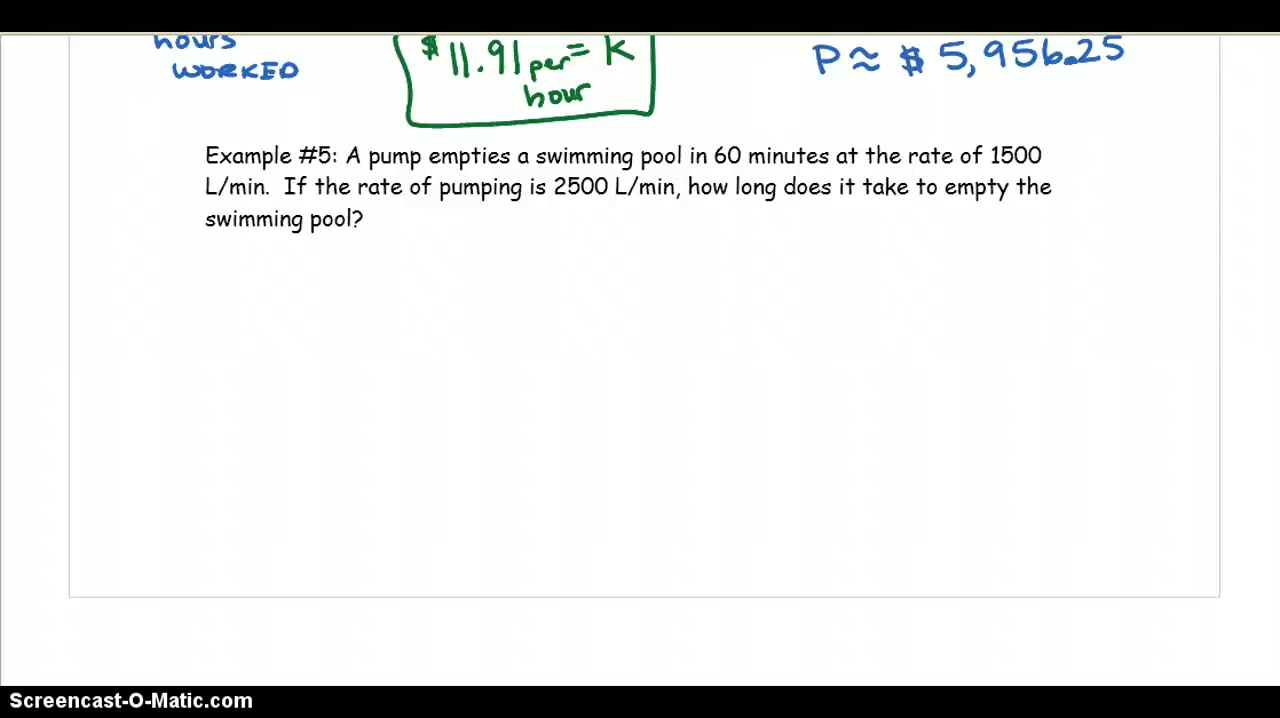 hours
WORKED
$11.91 per = K
hour
P ≈ $ 5,956.25
Example #5: A pump empties a swimming pool in 60 minutes at the rate of 1500
L/min. If the rate of pumping is 2500 L/min, how long does it take to empty the
swimming pool?
Screencast-O-Matic.com